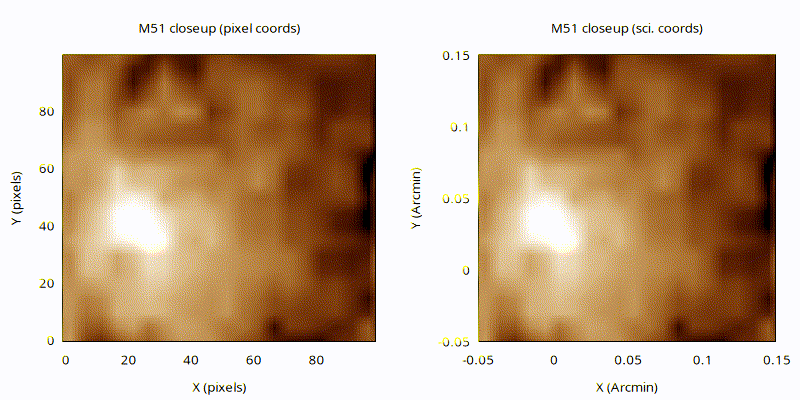 M51 closeup (pixel coords)
80
60
40
20
0
0 20 40 60 80
Y (pixels)
X (pixels)
M51 closeup (sci. coords)
0.15
0.1
0.05
0
-0.05
-0.05 0 0.05 0.1 0.15
Y (Arcmin)
X (Arcmin)